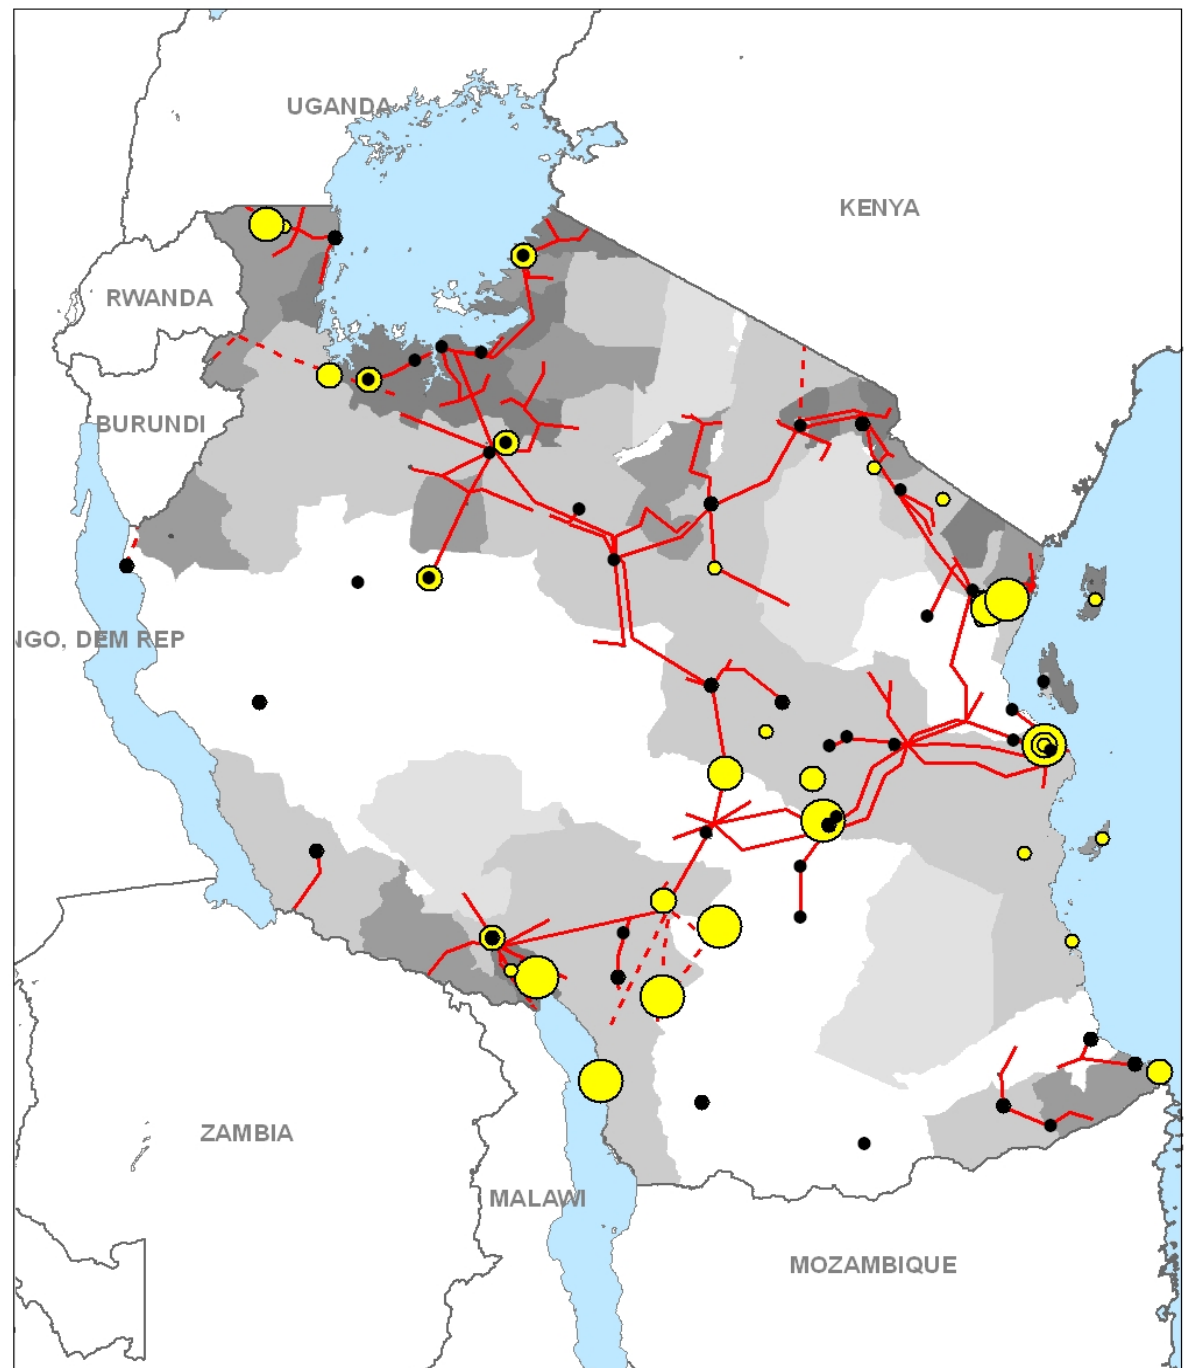 UGANDA
KENYA
RWANDA
BURUNDI
NGO, DEM REP
ZAMBIA
MALAWI
MOZAMBIQUE